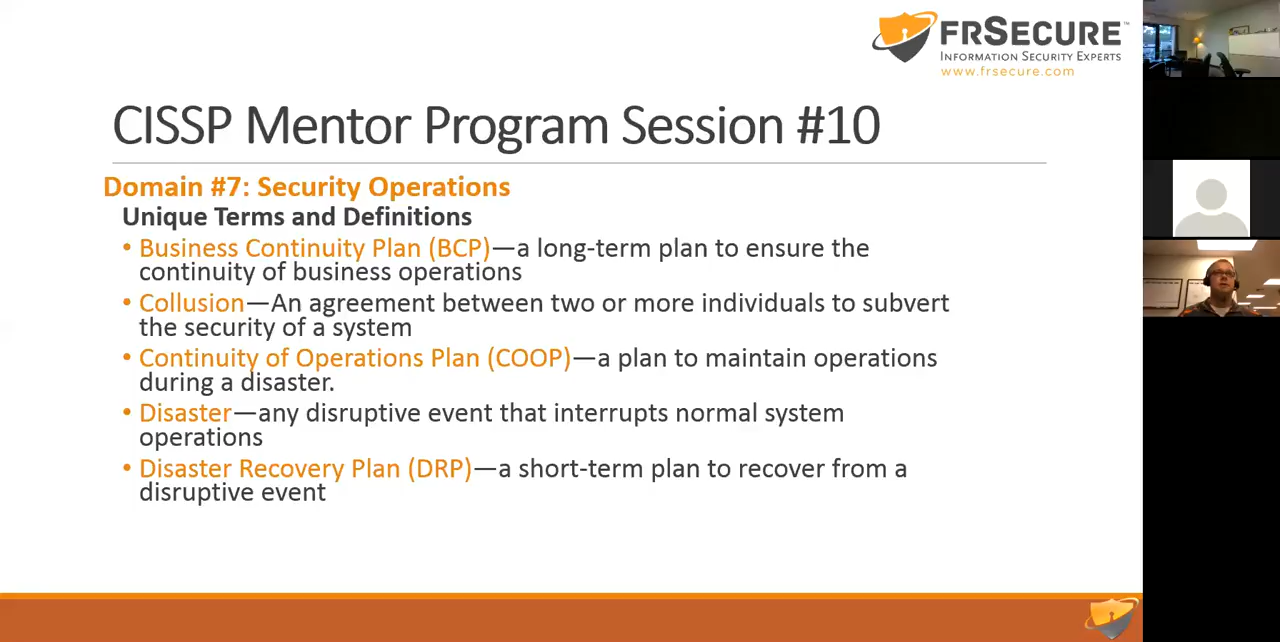 FRSECURE™
INFORMATION SECURITY EXPERTS
www.frsecure.com
CISSP Mentor Program Session #10
Domain #7: Security Operations
Unique Terms and Definitions
• Business Continuity Plan (BCP)—a long-term plan to ensure the
continuity of business operations
• Collusion—An agreement between two or more individuals to subvert
the security of a system
• Continuity of Operations Plan (COOP)—a plan to maintain operations
during a disaster.
• Disaster—any disruptive event that interrupts normal system
operations
• Disaster Recovery Plan (DRP)—a short-term plan to recover from a
disruptive event